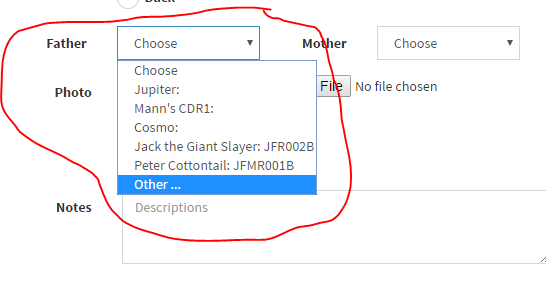 Father Choose Mother Choose
Choose
Jupiter:
Photo Mann's CDR1: File No file chosen
Cosmo:
Jack the Giant Slayer: JFR002B
Peter Cottontail: JFMR001B
Other ...
Notes Descriptions